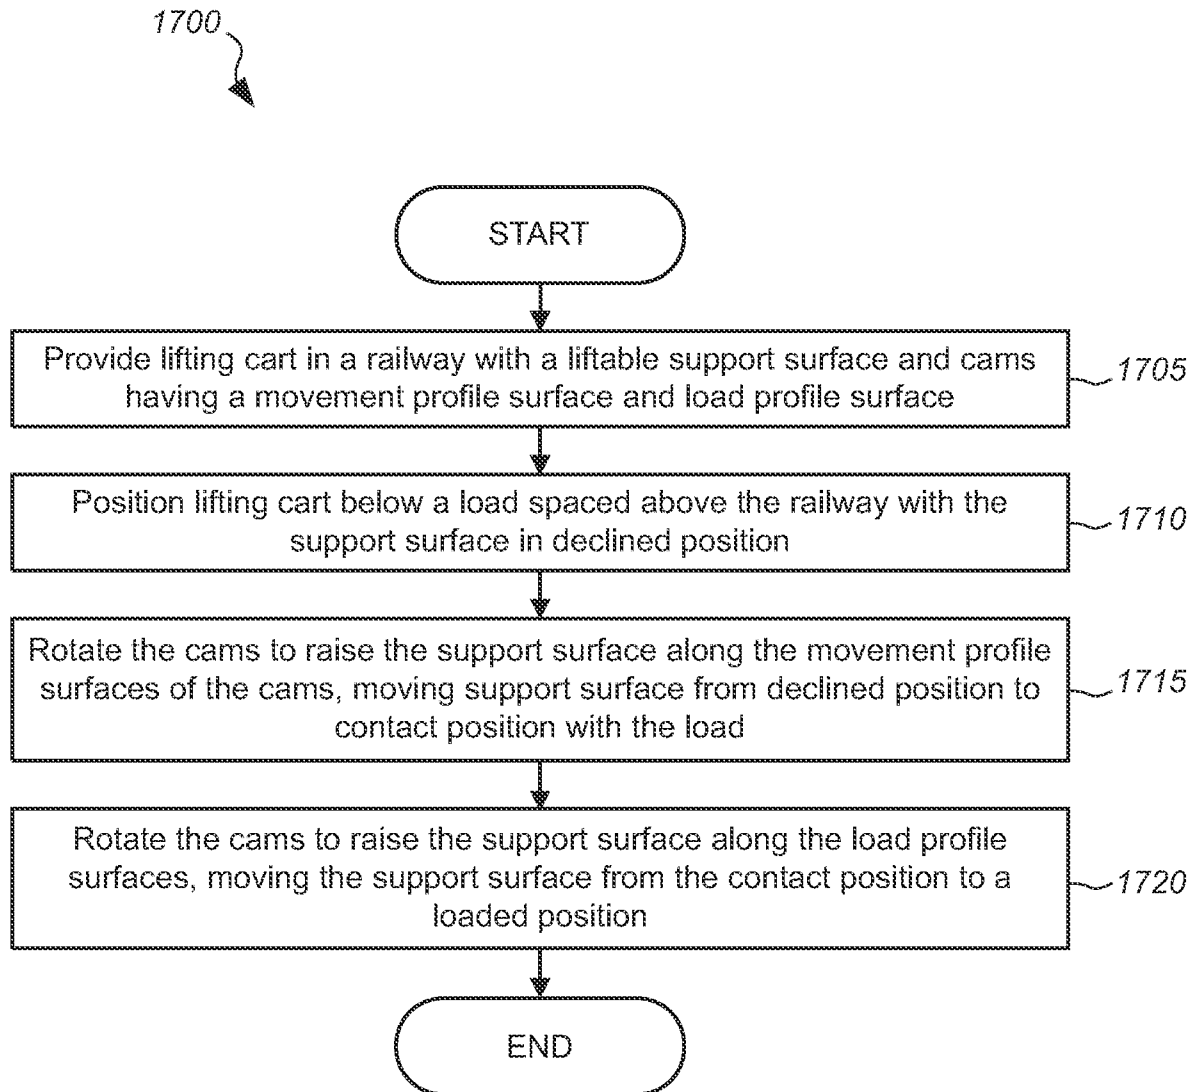 1700
START
Provide lifting cart in a railway with a liftable support surface and cams
having a movement profile surface and load profile surface
1705
Position lifting cart below a load spaced above the railway with the
support surface in declined position
1710
Rotate the cams to raise the support surface along the movement profile
surfaces of the cams, moving support surface from declined position to
contact position with the load
1715
Rotate the cams to raise the support surface along the load profile
surfaces, moving the support surface from the contact position to a
loaded position
1720
END